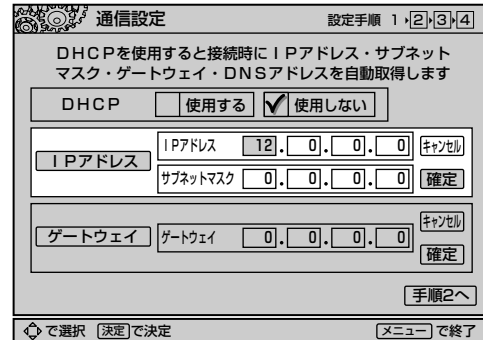 通信設定 設定手順 1 2 3 4
DHCPを使用すると接続時にIPアドレス・サブネット
マスク・ゲートウェイ・DNSアドレスを自動取得します
DHCP 使用する 使用しない
IPアドレス
IPアドレス 12. 0. 0. 0 キャンセル
サブネットマスク 0. 0. 0. 0 確定
ゲートウェイ
ゲートウェイ 0. 0. 0. 0 キャンセル
確定
手順2へ
で選択 決定で決定 メニューで終了